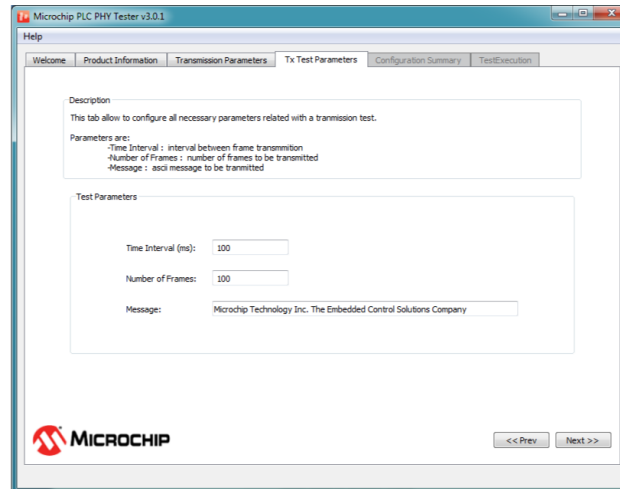 Microchip PLC PHY Tester v3.0.1
Help
Welcome Product Information Transmission Parameters Tx Test Parameters Configuration Summary TestExecution
Description
This tab allow to configure all necessary parameters related with a tranmission test.
Parameters are:
-Time Interval : interval between frame transmmition
-Number of Frames : number of frames to be transmitted
-Message : ascii message to be tranmitted
Test Parameters
Time Interval (ms): 100
Number of Frames: 100
Message: Microchip Technology Inc. The Embedded Control Solutions Company
MICROCHIP
<< Prev Next >>